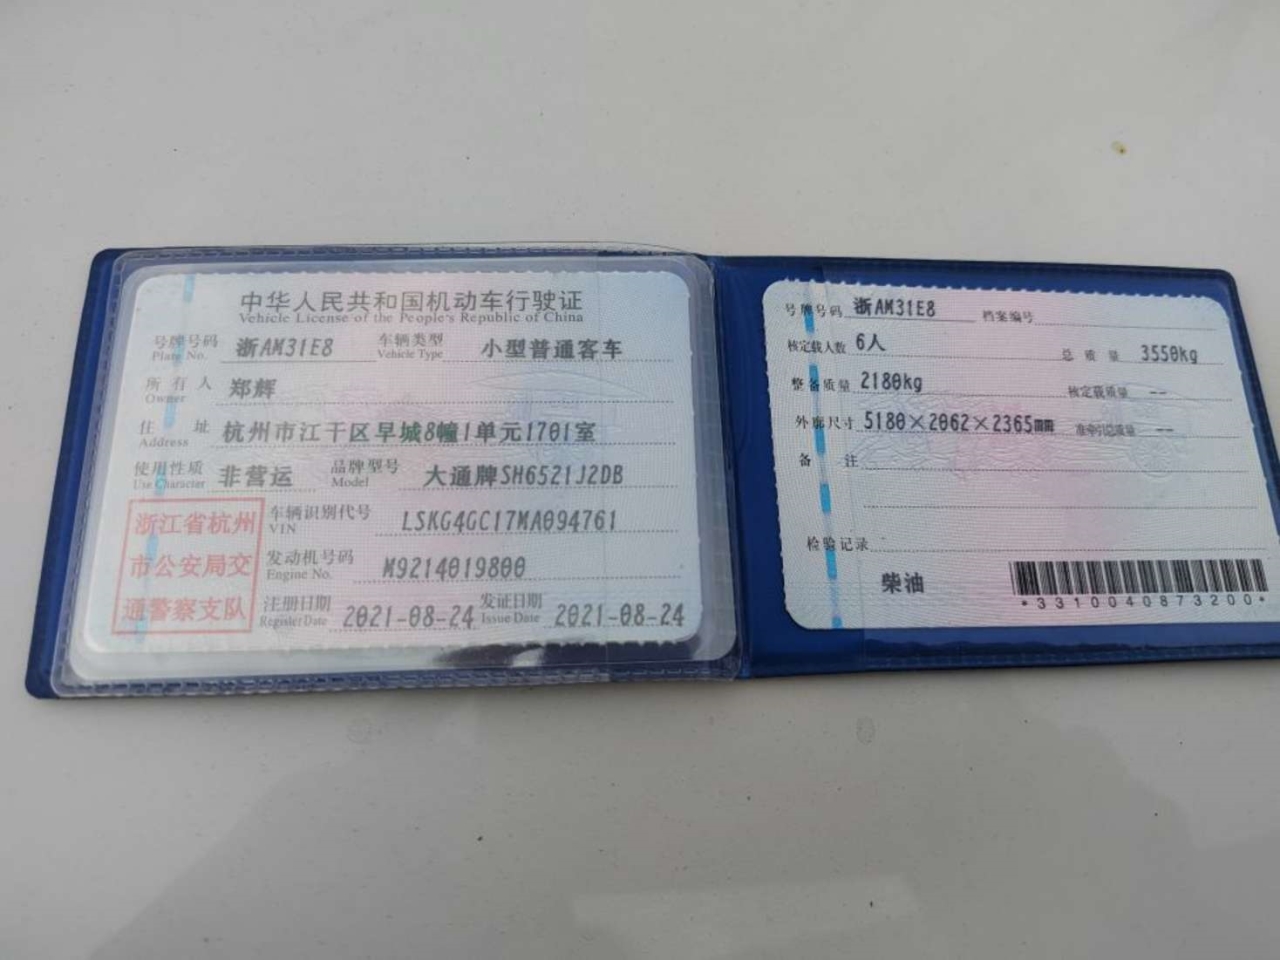 中华人民共和国机动车行驶证
Vehicle License of the People's Republic of China
号牌号码 浙AM31E8 车辆类型 小型普通客车
Plate No. Vehicle Type
所有人 郑辉
Owner
住址 杭州市江干区早城8幢1单元1701室
Address
使用性质 非营运 品牌型号 大通牌SH6521J2DB
Use Character Model
浙江省杭州
市公安局交
通警察支队
车辆识别代号 LSKG4GC17MA094761
VIN
发动机号码 M9214019800
Engine No.
注册日期 2021-08-24 发证日期 2021-08-24
Register Date Issue Date
号牌号码 浙AM31E8 档案编号
核定载人数 6人 总质量 3550kg
整备质量 2180kg 核定载质量 --
外廓尺寸 5180×2062×2365mm 准牵引总质量 --
备注
检验记录
柴油
*3310040873200*